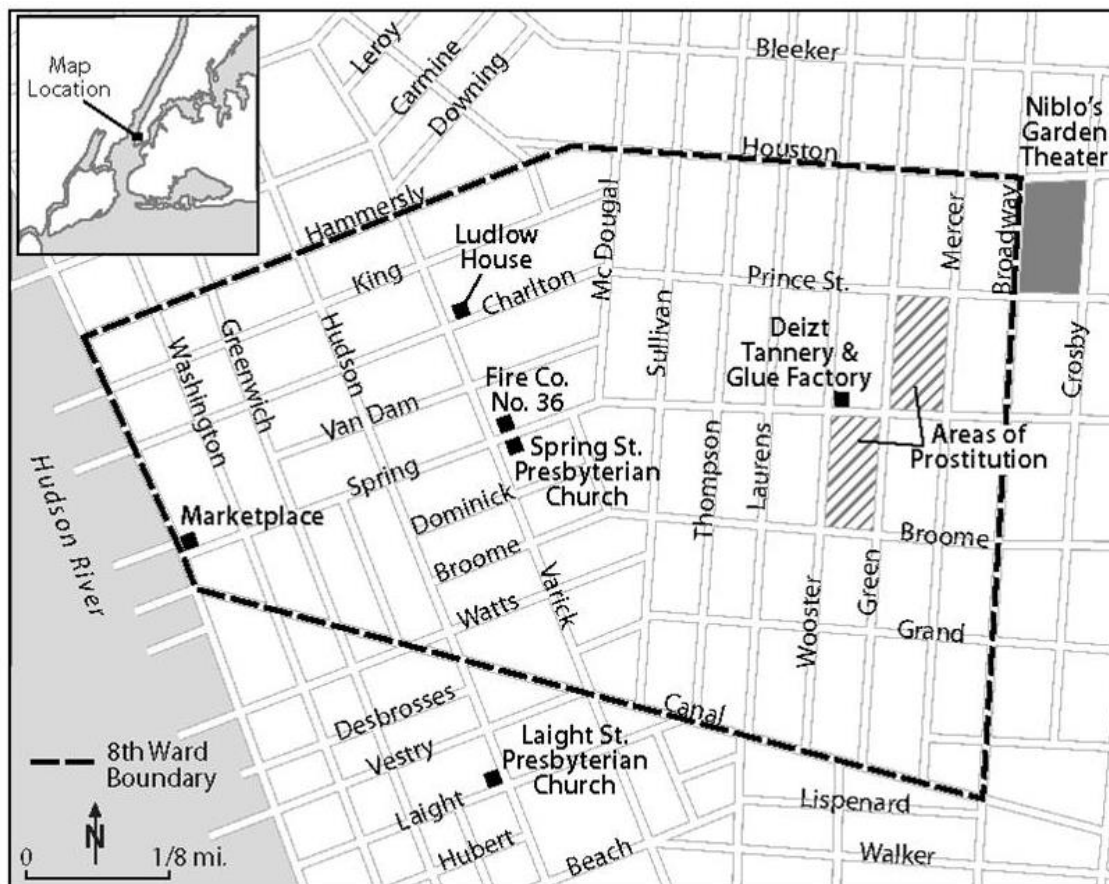 Map
Location
Leroy
Carmine
Downing
Bleeker
Niblo's
Garden
Theater
Houston
Hammersly
Ludlow
House
King
Charlton
Mc Dougal
Mercer
Broadway
Prince St.
Sullivan
Deizt
Tannery &
Glue Factory
Crosby
Washington
Greenwich
Hudson
Fire Co.
No. 36
Van Dam
Spring
Spring St.
Presbyterian
Church
Areas of
Prostitution
Thompson
Laurens
Hudson River
Marketplace
Dominick
Broome
Broome
Watts
Varick
Wooster
Green
Grand
Canal
Desbrosses
Vestry
Laight St.
Presbyterian
Church
Laight
Hubert
Beach
Lispenard
Walker
8th Ward
Boundary
N
0 1/8 mi.